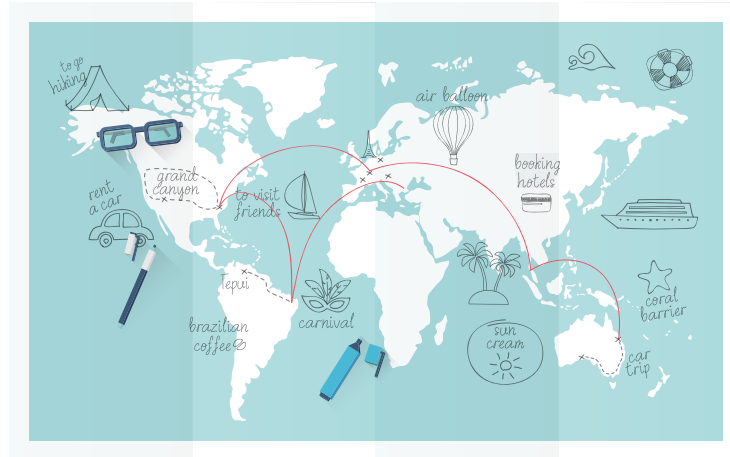 to go
hiking
air balloon
grand
canyon
booking
hotels
rent
a car
to visit
friends
Tepui
coral
barrier
brazilian
coffee
carnival
sun
cream
car
trip